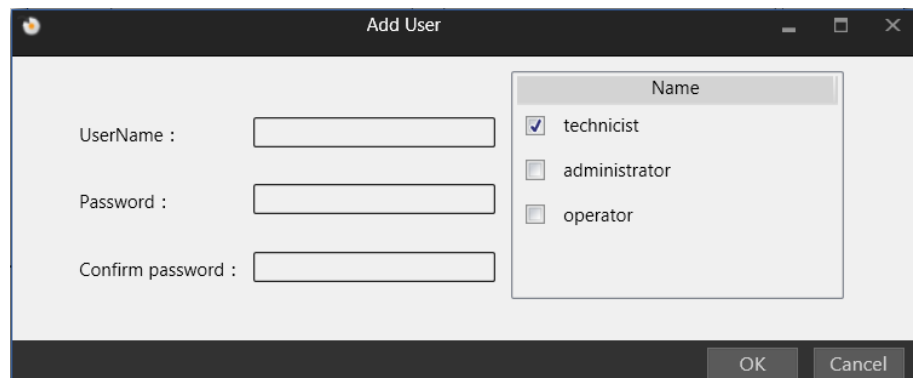 Add User
Name
UserName :
technicist
administrator
Password :
operator
Confirm password :
OK
Cancel